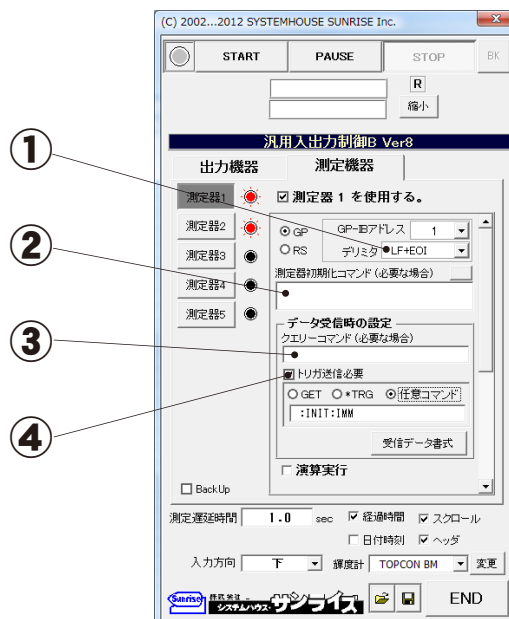 (C) 2002...2012 SYSTEMHOUSE SUNRISE Inc.
START PAUSE STOP BK
R
縮小
汎用入出力制御B Ver8
出力機器 測定機器
測定器1 測定器 1 を使用する。
測定器2
測定器3
測定器4
測定器5
GP GP-IBアドレス 1
RS デリミタ LF+EOI
測定器初期化コマンド(必要な場合)
データ受信時の設定
クエリーコマンド(必要な場合)
トリガ送信必要
GET *TRG 任意コマンド
:INIT:IMM
受信データ書式
演算実行
BackUp
測定遅延時間 1.0 sec 経過時間 スクロール
日付時刻 ヘッダ
入力方向 下 輝度計 TOPCON BM 変更
Sunrise 株式会社
システムハウス・サンライズ
END
①
②
③
④